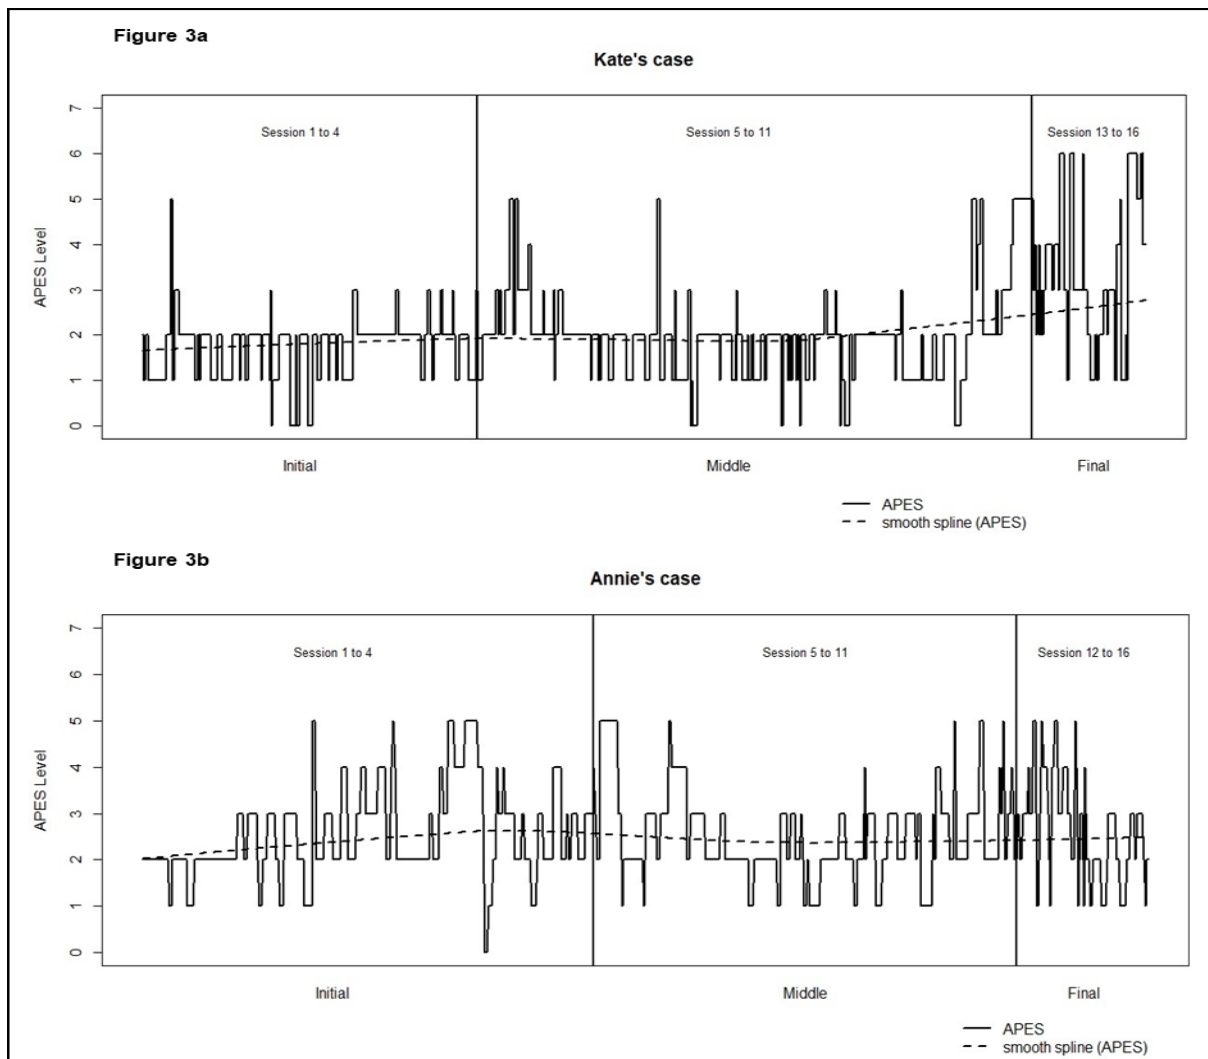 Figure 3a
Kate's case
7
6
5
4
3
2
1
0
APES Level
Session 1 to 4
Session 5 to 11
Session 13 to 16
Initial
Middle
Final
APES
smooth spline (APES)
Figure 3b
Annie's case
7
6
5
4
3
2
1
0
APES Level
Session 1 to 4
Session 5 to 11
Session 12 to 16
Initial
Middle
Final
APES
smooth spline (APES)